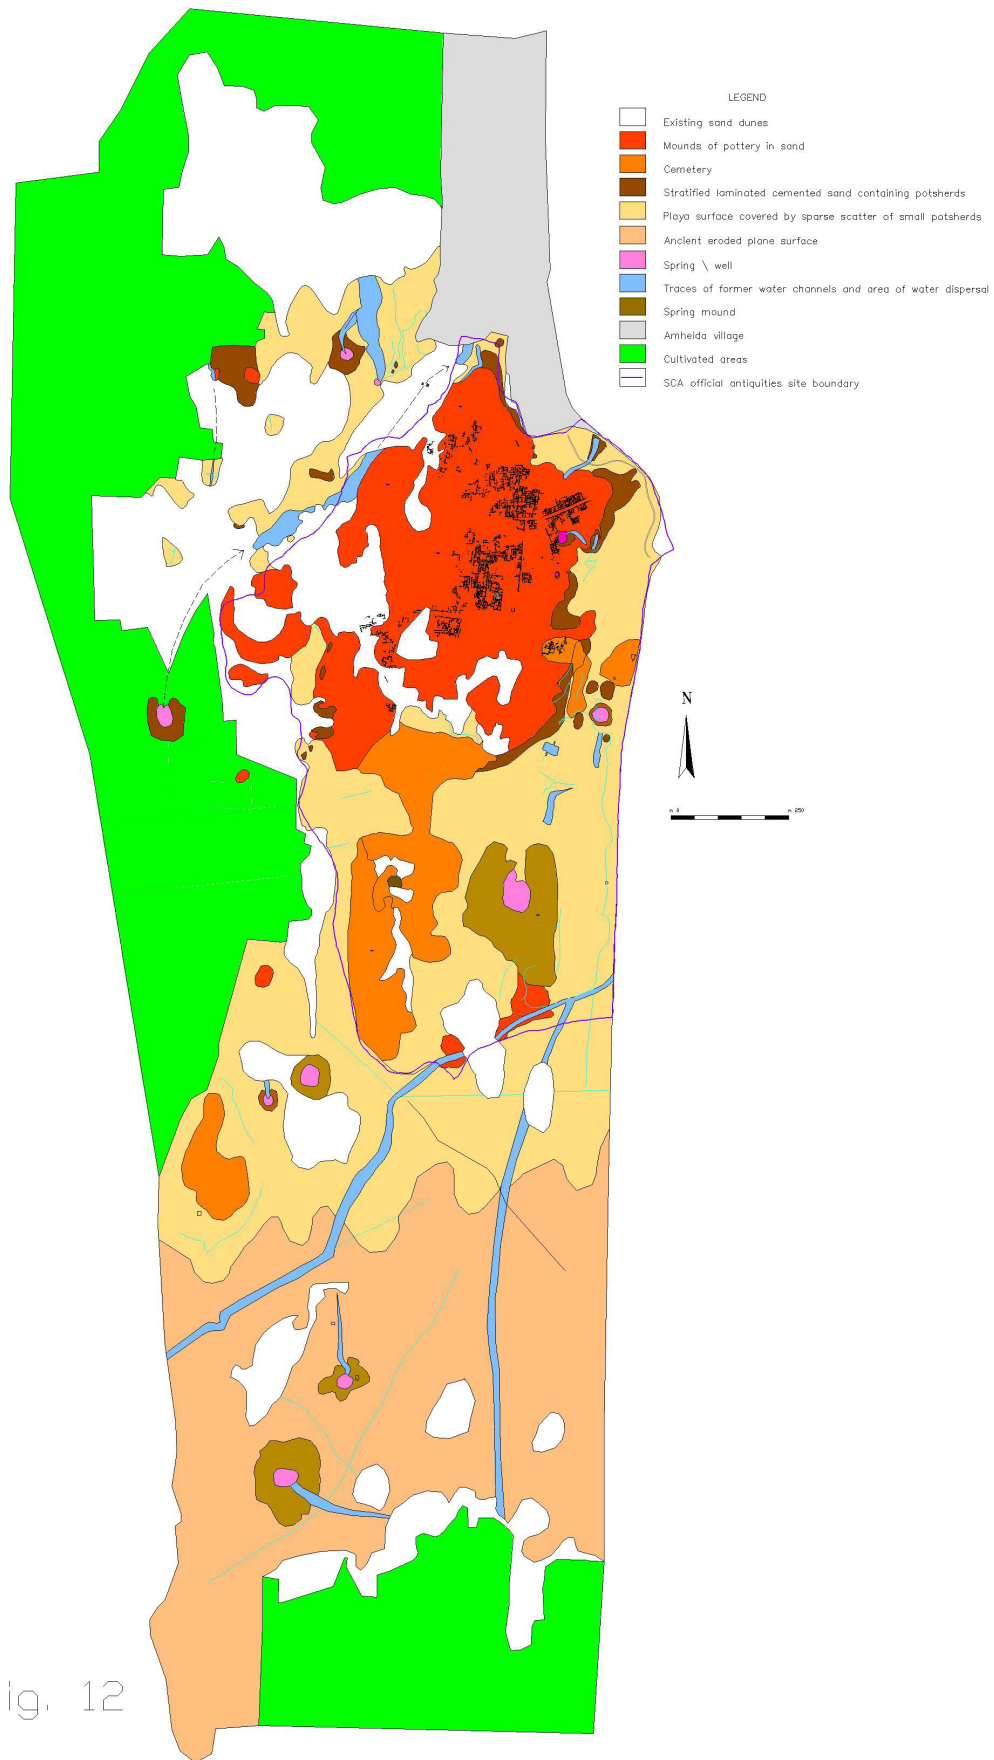 LEGEND
Existing sand dunes
Mounds of pottery in sand
Cemetery
Stratified laminated cemented sand containing potsherds
Playa surface covered by sparse scatter of small potsherds
Ancient eroded plane surface
Spring \ well
Traces of former water channels and area of water dispersal
Spring mound
Amheida village
Cultivated areas
SCA official antiquities site boundary
N
m 0 m 250
ig. 12